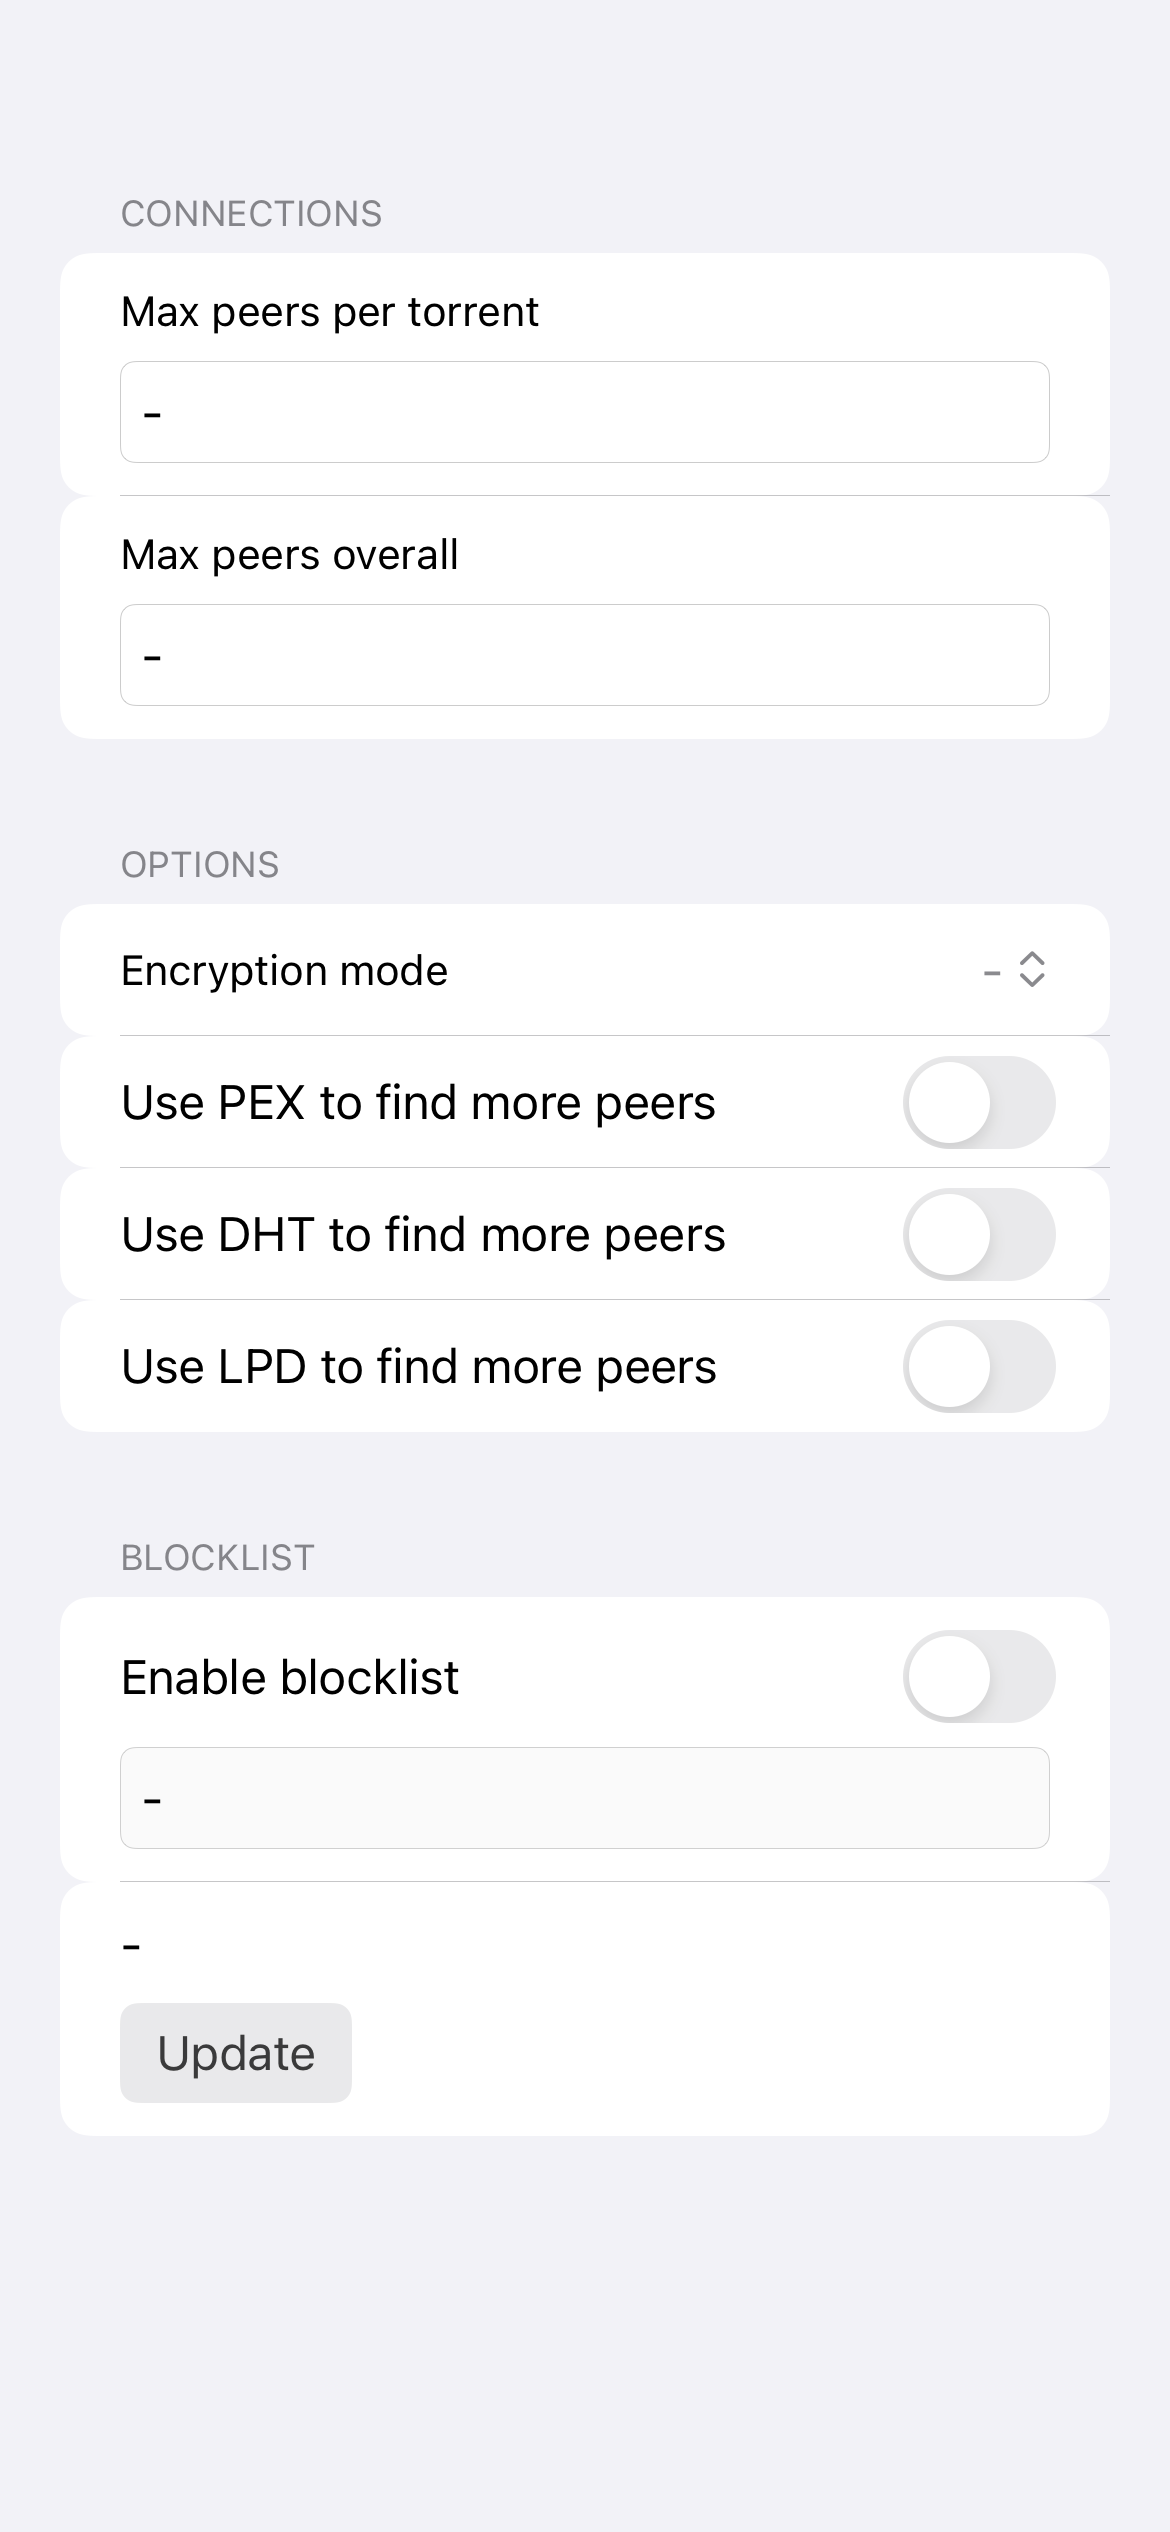 CONNECTIONS
Max peers per torrent
-
Max peers overall
-
OPTIONS
Encryption mode -
Use PEX to find more peers
Use DHT to find more peers
Use LPD to find more peers
BLOCKLIST
Enable blocklist
-
-
Update